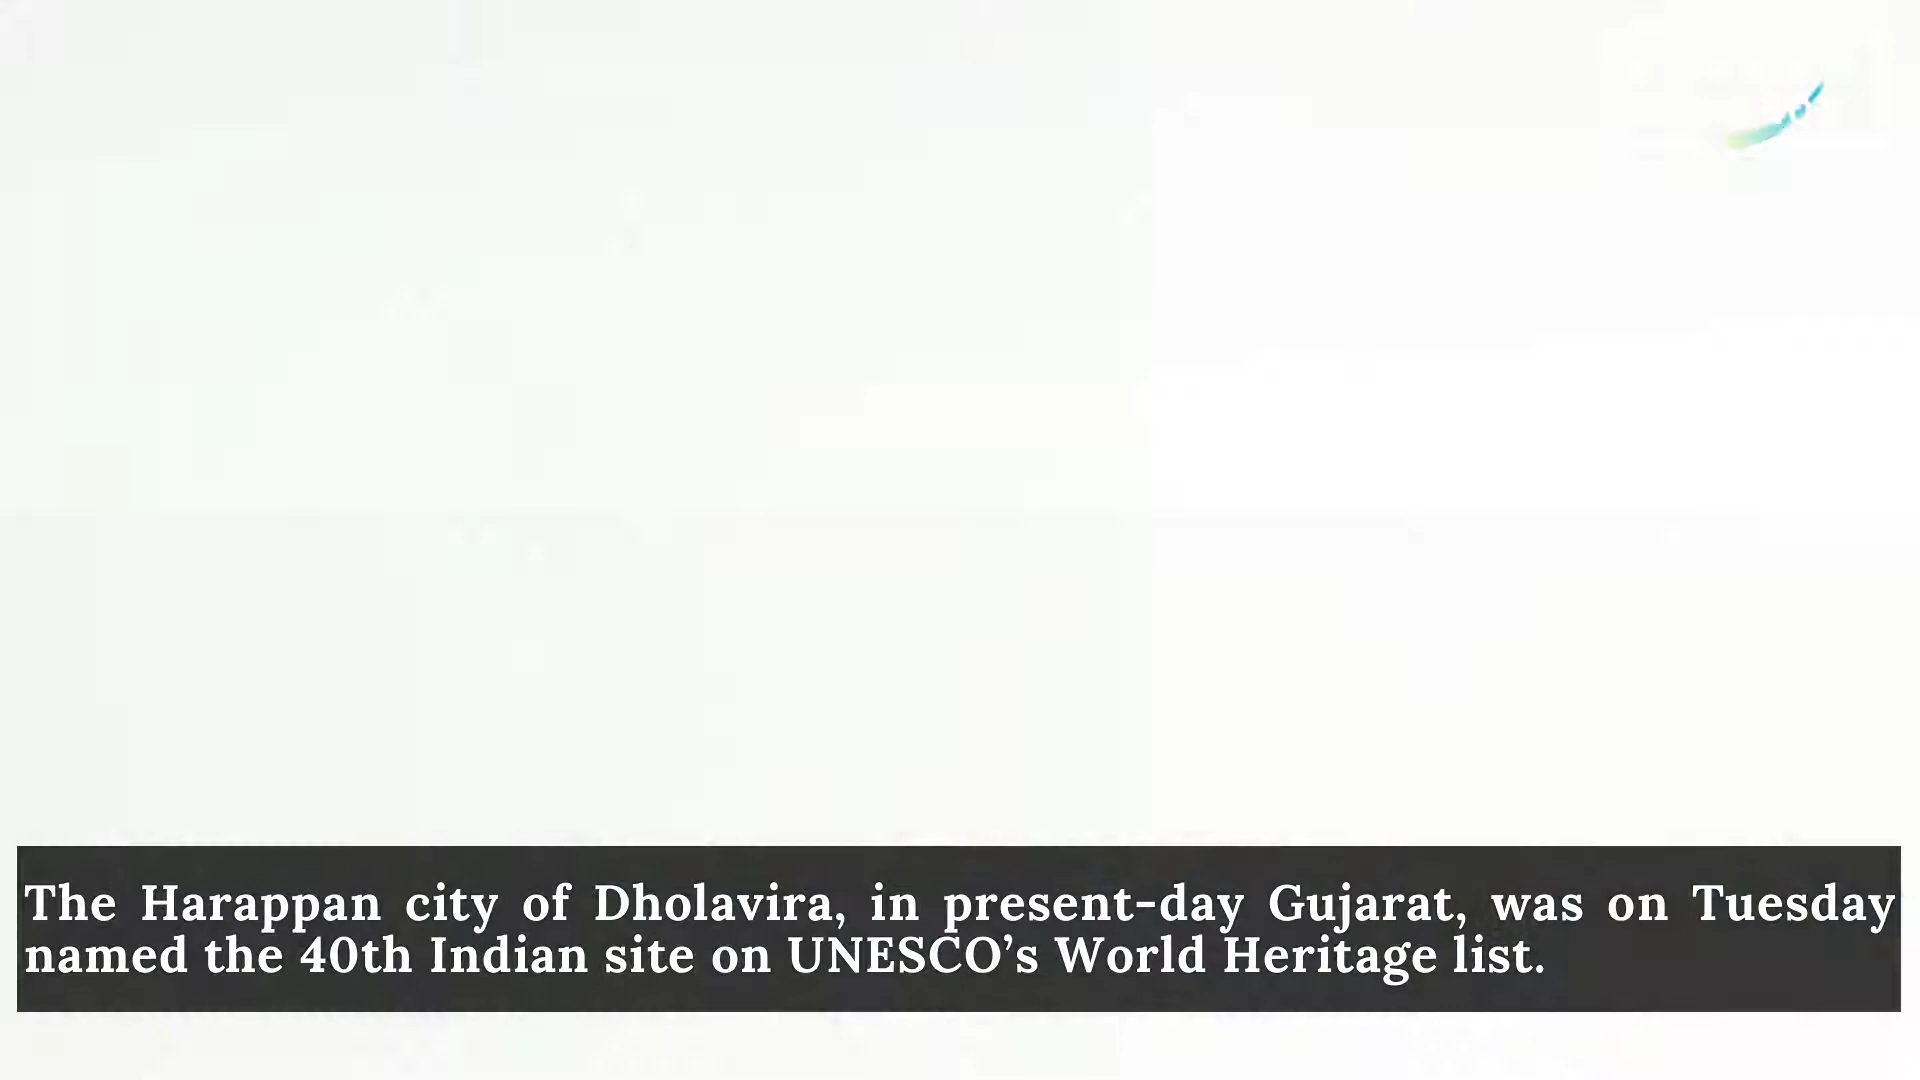 The Harappan city of Dholavira, in present-day Gujarat, was on Tuesday
named the 40th Indian site on UNESCO’s World Heritage list.